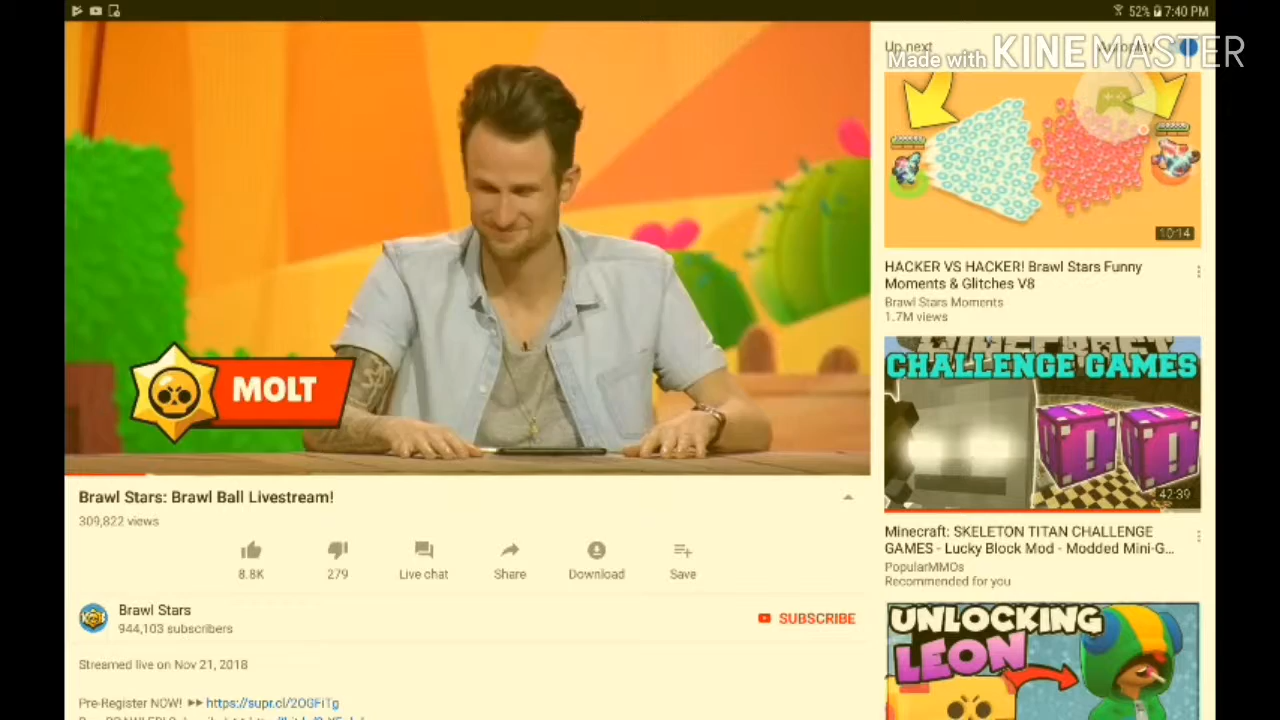 52% 7:40 PM
Up next
Autoplay
Made with KINEMASTER
MOLT
10:14
HACKER VS HACKER! Brawl Stars Funny
Moments & Glitches V8
Brawl Stars Moments
1.7M views
MINECRAFT
CHALLENGE GAMES
42:39
Minecraft: SKELETON TITAN CHALLENGE
GAMES - Lucky Block Mod - Modded Mini-G...
PopularMMOs
Recommended for you
UNLOCKING
LEON
Brawl Stars: Brawl Ball Livestream!
309,822 views
8.8K
279
Live chat
Share
Download
Save
Brawl Stars
944,103 subscribers
SUBSCRIBE
Streamed live on Nov 21, 2018
Pre-Register NOW! ►► https://supr.cl/2OGFiTg